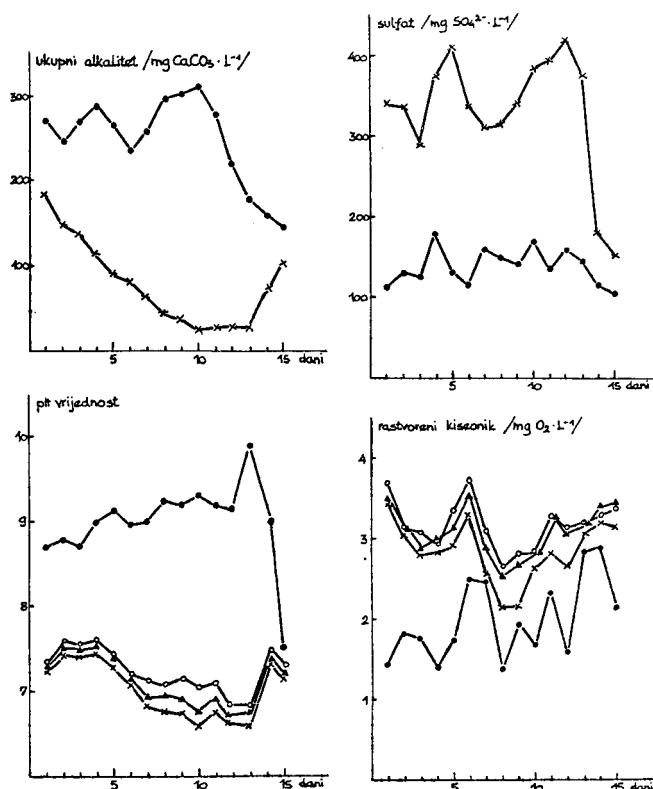 ukupni alkalitet /mg CaCO₃·L⁻¹/
300
200
100
5
10
15 dani
sulfat /mg SO₄²⁻·L⁻¹/
400
300
200
100
5
10
15 dani
pH vrijednost
10
9
8
7
5
10
15 dani
rastvoreni kiseonik /mg O₂·L⁻¹/
4
3
2
1
5
10
15 dani